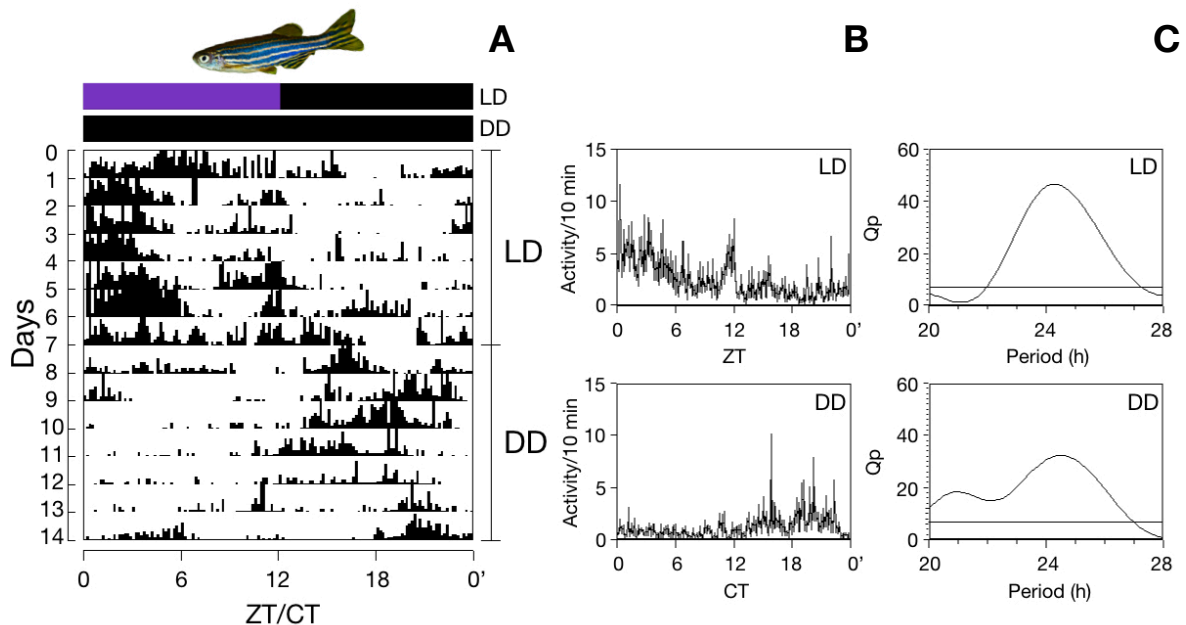 A
B
C
LD
DD
Days
0
1
2
3
4
5
6
7
8
9
10
11
12
13
14
LD
DD
0 6 12 18 0'
ZT/CT
Activity/10 min
15
10
5
0
LD
0 6 12 18 0'
ZT
Qp
60
40
20
0
LD
20 24 28
Period (h)
Activity/10 min
15
10
5
0
DD
0 6 12 18 0'
CT
Qp
60
40
20
0
DD
20 24 28
Period (h)